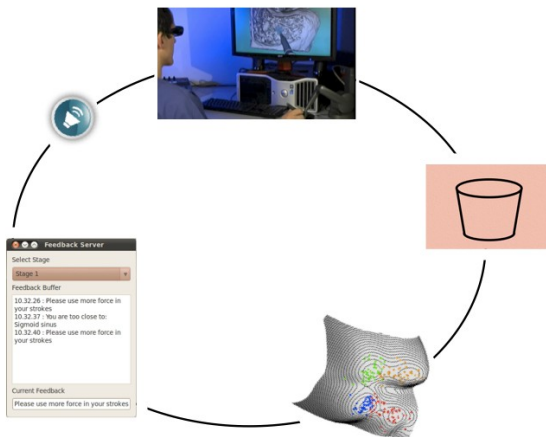 Feedback Server
Select Stage
Stage 1
Feedback Buffer
10.32.26 : Please use more force in
your strokes
10.32.37 : You are too close to:
Sigmoid sinus
10.32.40 : Please use more force in
your strokes
Current Feedback
Please use more force in your strokes